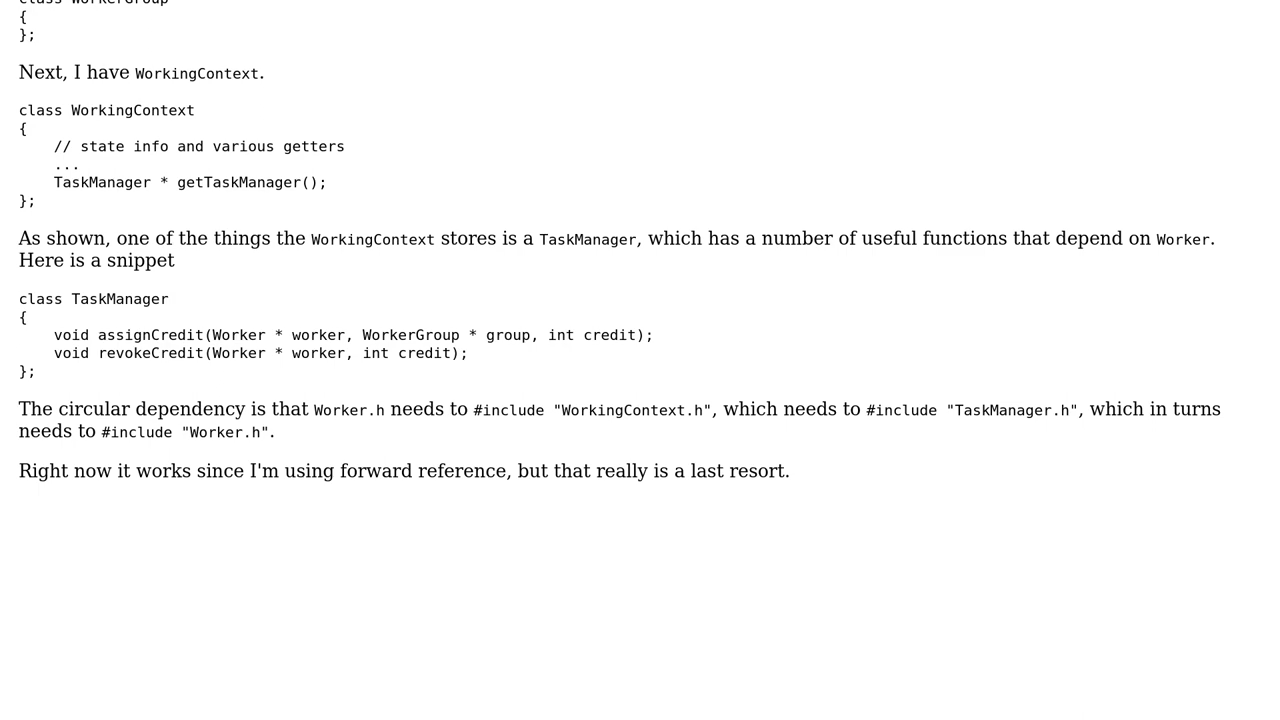 class WorkerGroup
{
};
Next, I have WorkingContext.
class WorkingContext
{
    // state info and various getters
    ...
    TaskManager * getTaskManager();
};
As shown, one of the things the WorkingContext stores is a TaskManager, which has a number of useful functions that depend on Worker.
Here is a snippet
class TaskManager
{
    void assignCredit(Worker * worker, WorkerGroup * group, int credit);
    void revokeCredit(Worker * worker, int credit);
};
The circular dependency is that Worker.h needs to #include "WorkingContext.h", which needs to #include "TaskManager.h", which in turns
needs to #include "Worker.h".
Right now it works since I'm using forward reference, but that really is a last resort.